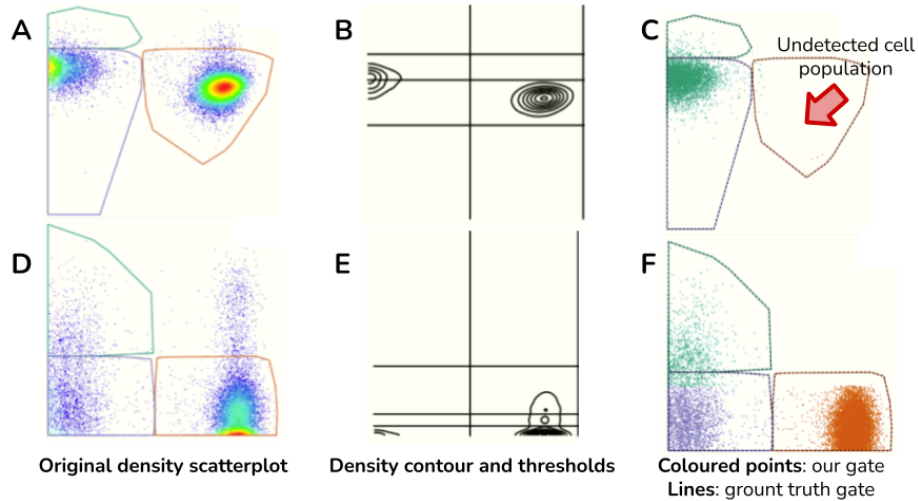 A
B
C
Undetected cell
population
D
E
F
Original density scatterplot
Density contour and thresholds
Coloured points: our gate
Lines: grount truth gate